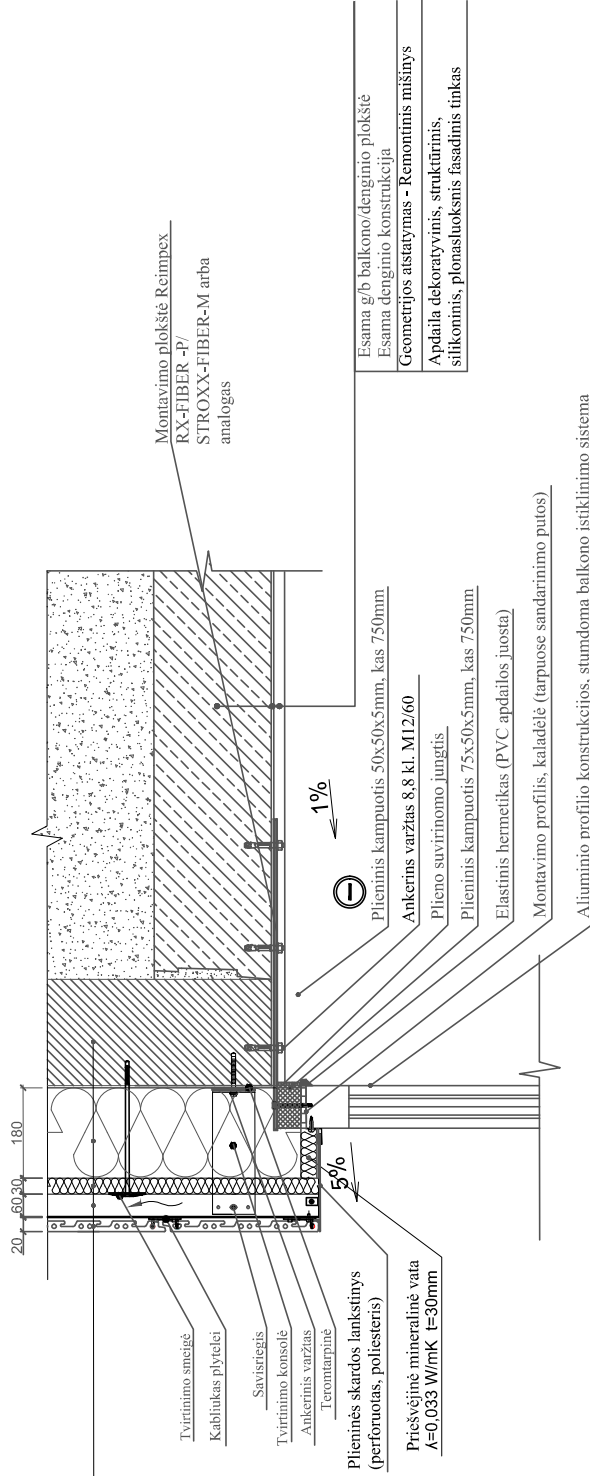 Montavimo plokštė Reimpex
RX-FIBER -P/
STROXX-FIBER-M arba
analogas
Esama g/b balkono/denginio plokštė
Esama denginio konstrukcija
Geometrijos atstatymas - Remontinis mišinys
Apdaila dekoratyvinis, struktūrinis,
silikoninis, plonasluoksnis fasadinis tinkas
20
60
30
180
1%
5%
Plieninis kampuotis 50x50x5mm, kas 750mm
Ankerins varžtas 8,8 kl. M12/60
Plieno suvirinimo jungtis
Plieninis kampuotis 75x50x5mm, kas 750mm
Elastinis hermetikas (PVC apdailos juosta)
Montavimo profilis, kaladėlė (tarpuose sandarinimo putos)
Aliuminio profilio konstrukcijos, stumdoma balkono įstiklinimo sistema
Tvirtinimo smeigė
Kabliukas plytelei
Savisriegis
Tvirtinimo konsolė
Ankerinis varžtas
Teromtarpinė
Plieninės skardos lankstinys
(perforuotas, poliesteris)
Priešvėjinė mineralinė vata
ʎ=0,033 W/mK t=30mm